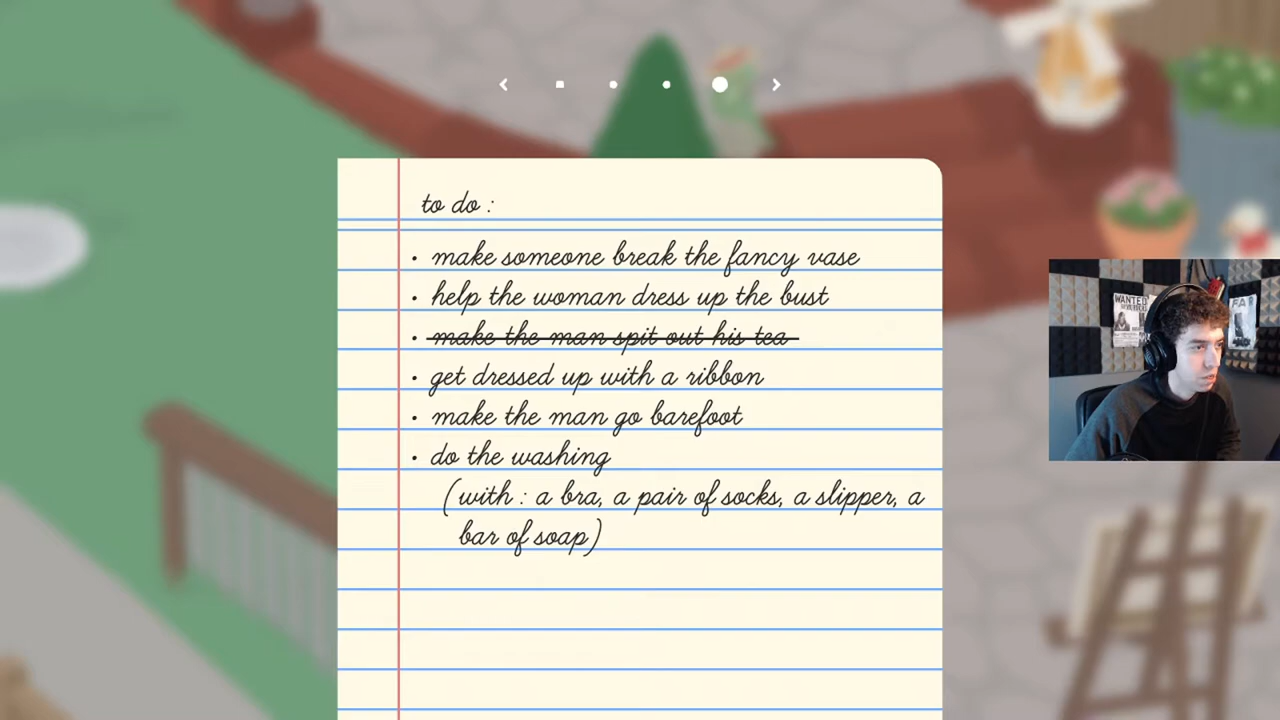 to do :
• make someone break the fancy vase
• help the woman dress up the bust
• make the man spit out his tea
• get dressed up with a ribbon
• make the man go barefoot
• do the washing
(with : a bra, a pair of socks, a slipper, a
bar of soap)
WANTED